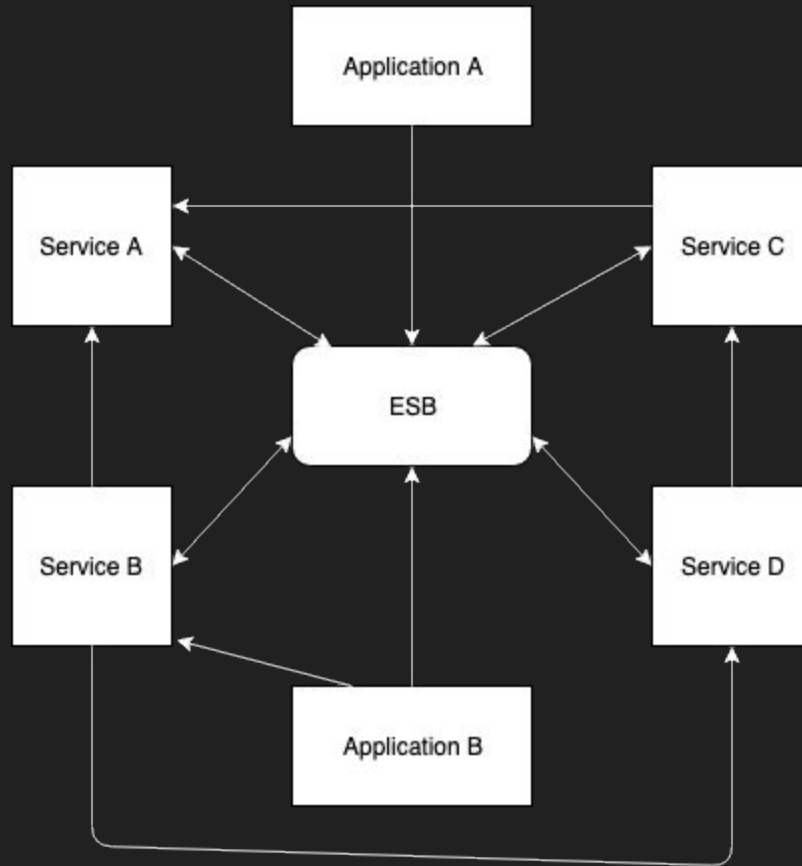 Application A
Service A
Service C
ESB
Service B
Service D
Application B